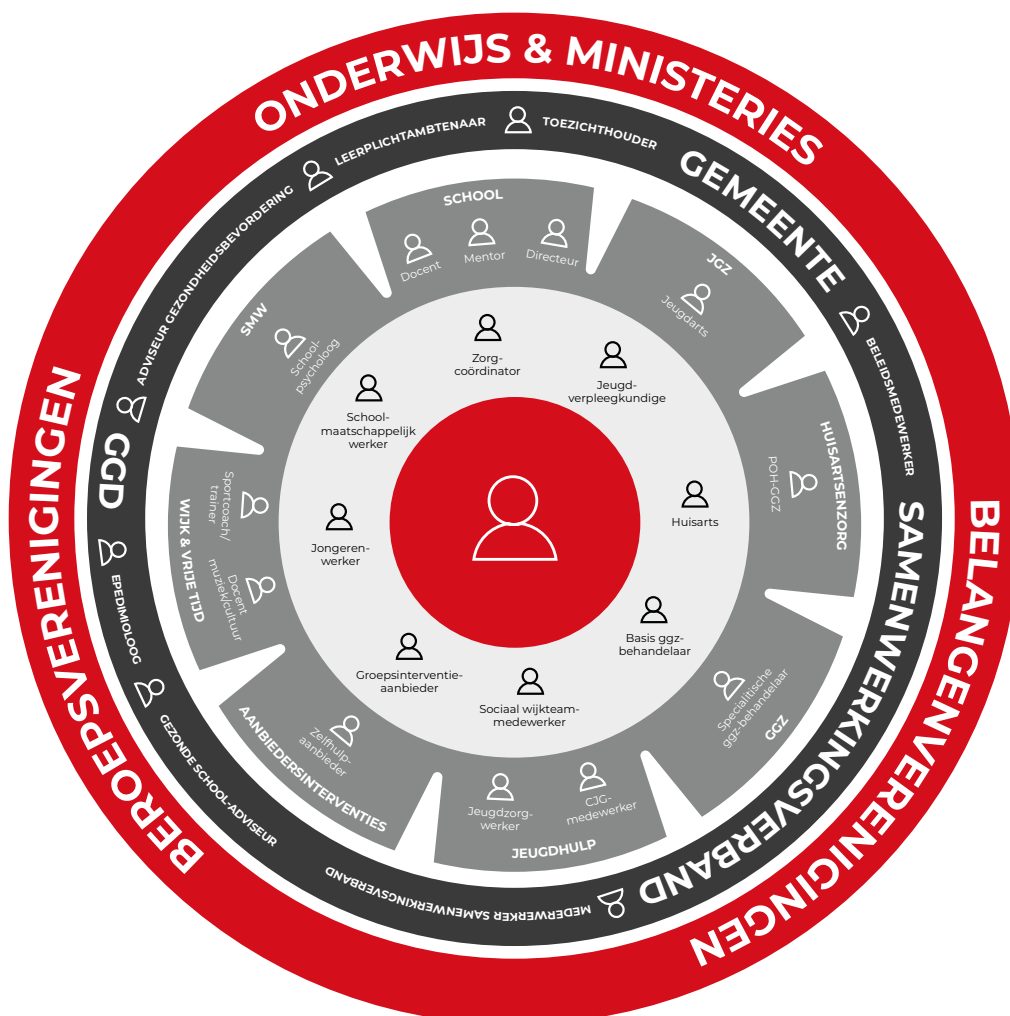 ONDERWIJS & MINISTERIES
BELANGENVERENIGINGEN
BEROEPSVERENIGINGEN
LEERPLICHTAMBTENAAR
TOEZICHTHOUDER
GEMEENTE
BELEIDSMEDEWERKER
SAMENWERKINGSVERBAND
MEDERWERKER SAMENWERKINGSVERBAND
GEZONDE SCHOOL-ADVISEUR
EPEDIMIOLOOG
GGD
ADVISEUR GEZONDHEIDSBEVORDERING
SCHOOL
Docent
Mentor
Directeur
JGZ
Jeugdarts
HUISARTSENZORG
POH-GGZ
Specialitische
ggz-behandelaar
GGZ
CJG-
medewerker
Jeugdzorg-
werker
JEUGDHULP
Zelfhulp-
aanbieder
AANBIEDERSINTERVENTIES
WIJK & VRIJE TIJD
Docent
muziek/cultuur
Sportcoach/
trainer
SMW
School-
psycholoog
Zorg-
coördinator
Jeugd-
verpleegkundige
Huisarts
Basis ggz-
behandelaar
Sociaal wijkteam-
medewerker
Groepsinterventie-
aanbieder
Jongeren-
werker
School-
maatschappelijk
werker